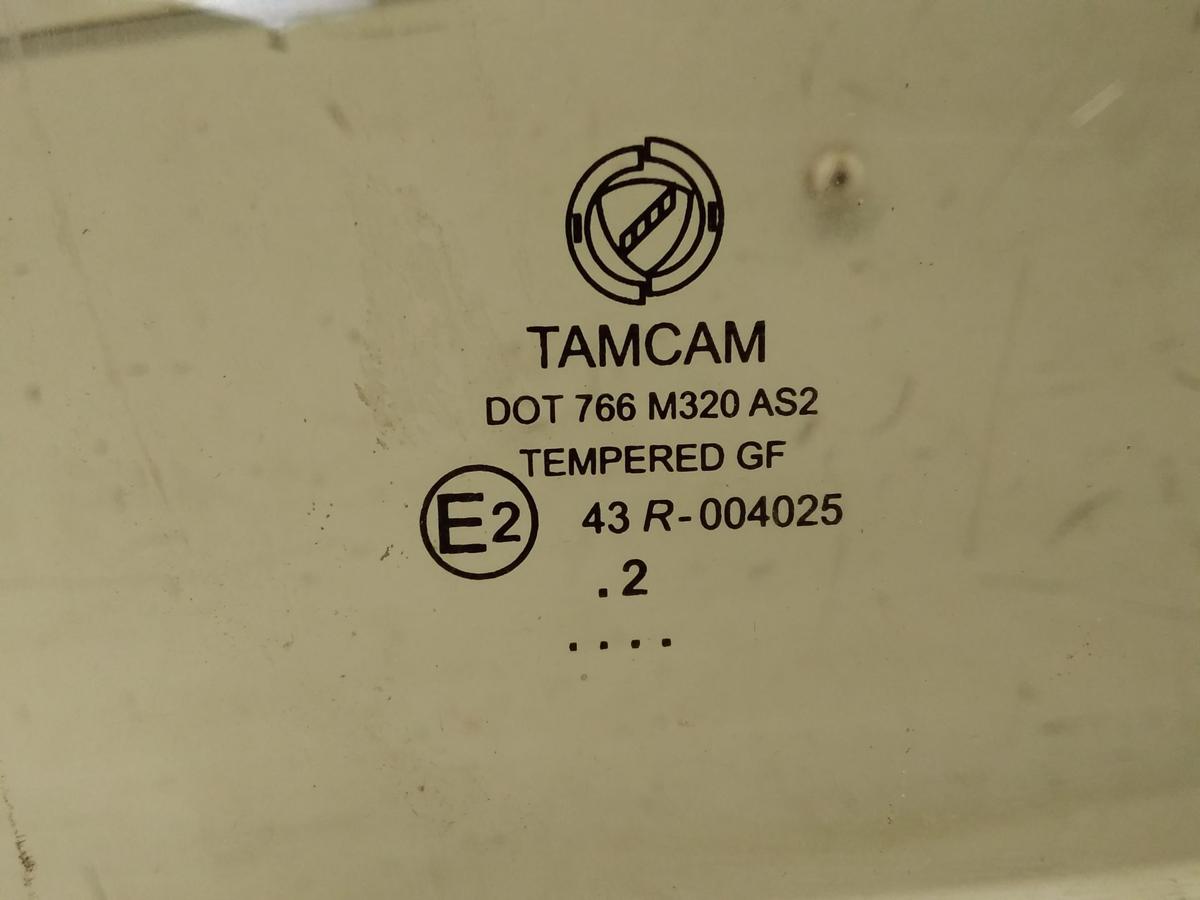 TAMCAM
DOT 766 M320 AS2
TEMPERED GF
E2 43 R-004025
.2
....